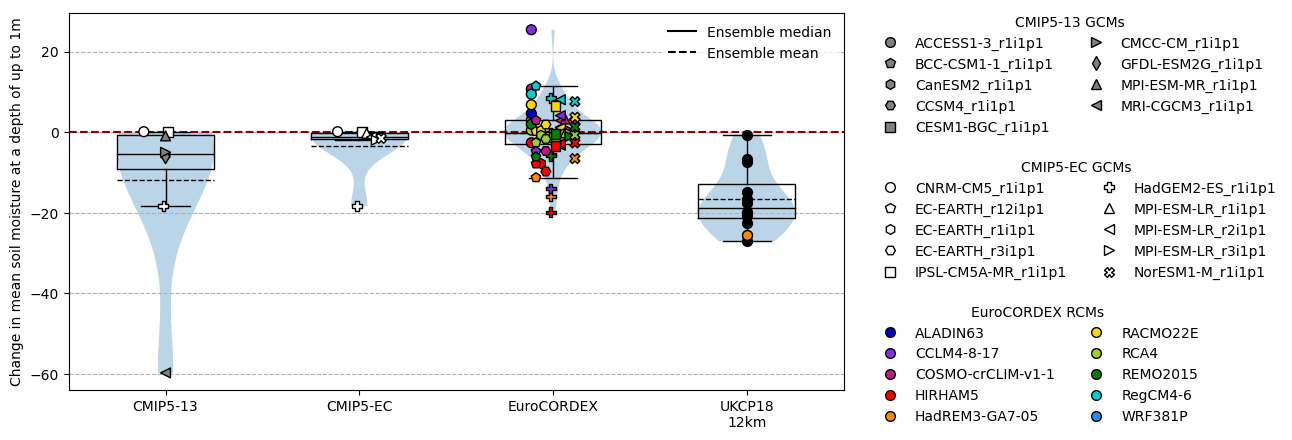 Change in mean soil moisture at a depth of up to 1m
20
0
−20
−40
−60
CMIP5-13
CMIP5-EC
EuroCORDEX
UKCP18
12km
Ensemble median
Ensemble mean
CMIP5-13 GCMs
ACCESS1-3_r1i1p1
BCC-CSM1-1_r1i1p1
CanESM2_r1i1p1
CCSM4_r1i1p1
CESM1-BGC_r1i1p1
CMCC-CM_r1i1p1
GFDL-ESM2G_r1i1p1
MPI-ESM-MR_r1i1p1
MRI-CGCM3_r1i1p1
CMIP5-EC GCMs
CNRM-CM5_r1i1p1
EC-EARTH_r12i1p1
EC-EARTH_r1i1p1
EC-EARTH_r3i1p1
IPSL-CM5A-MR_r1i1p1
HadGEM2-ES_r1i1p1
MPI-ESM-LR_r1i1p1
MPI-ESM-LR_r2i1p1
MPI-ESM-LR_r3i1p1
NorESM1-M_r1i1p1
EuroCORDEX RCMs
ALADIN63
CCLM4-8-17
COSMO-crCLIM-v1-1
HIRHAM5
HadREM3-GA7-05
RACMO22E
RCA4
REMO2015
RegCM4-6
WRF381P